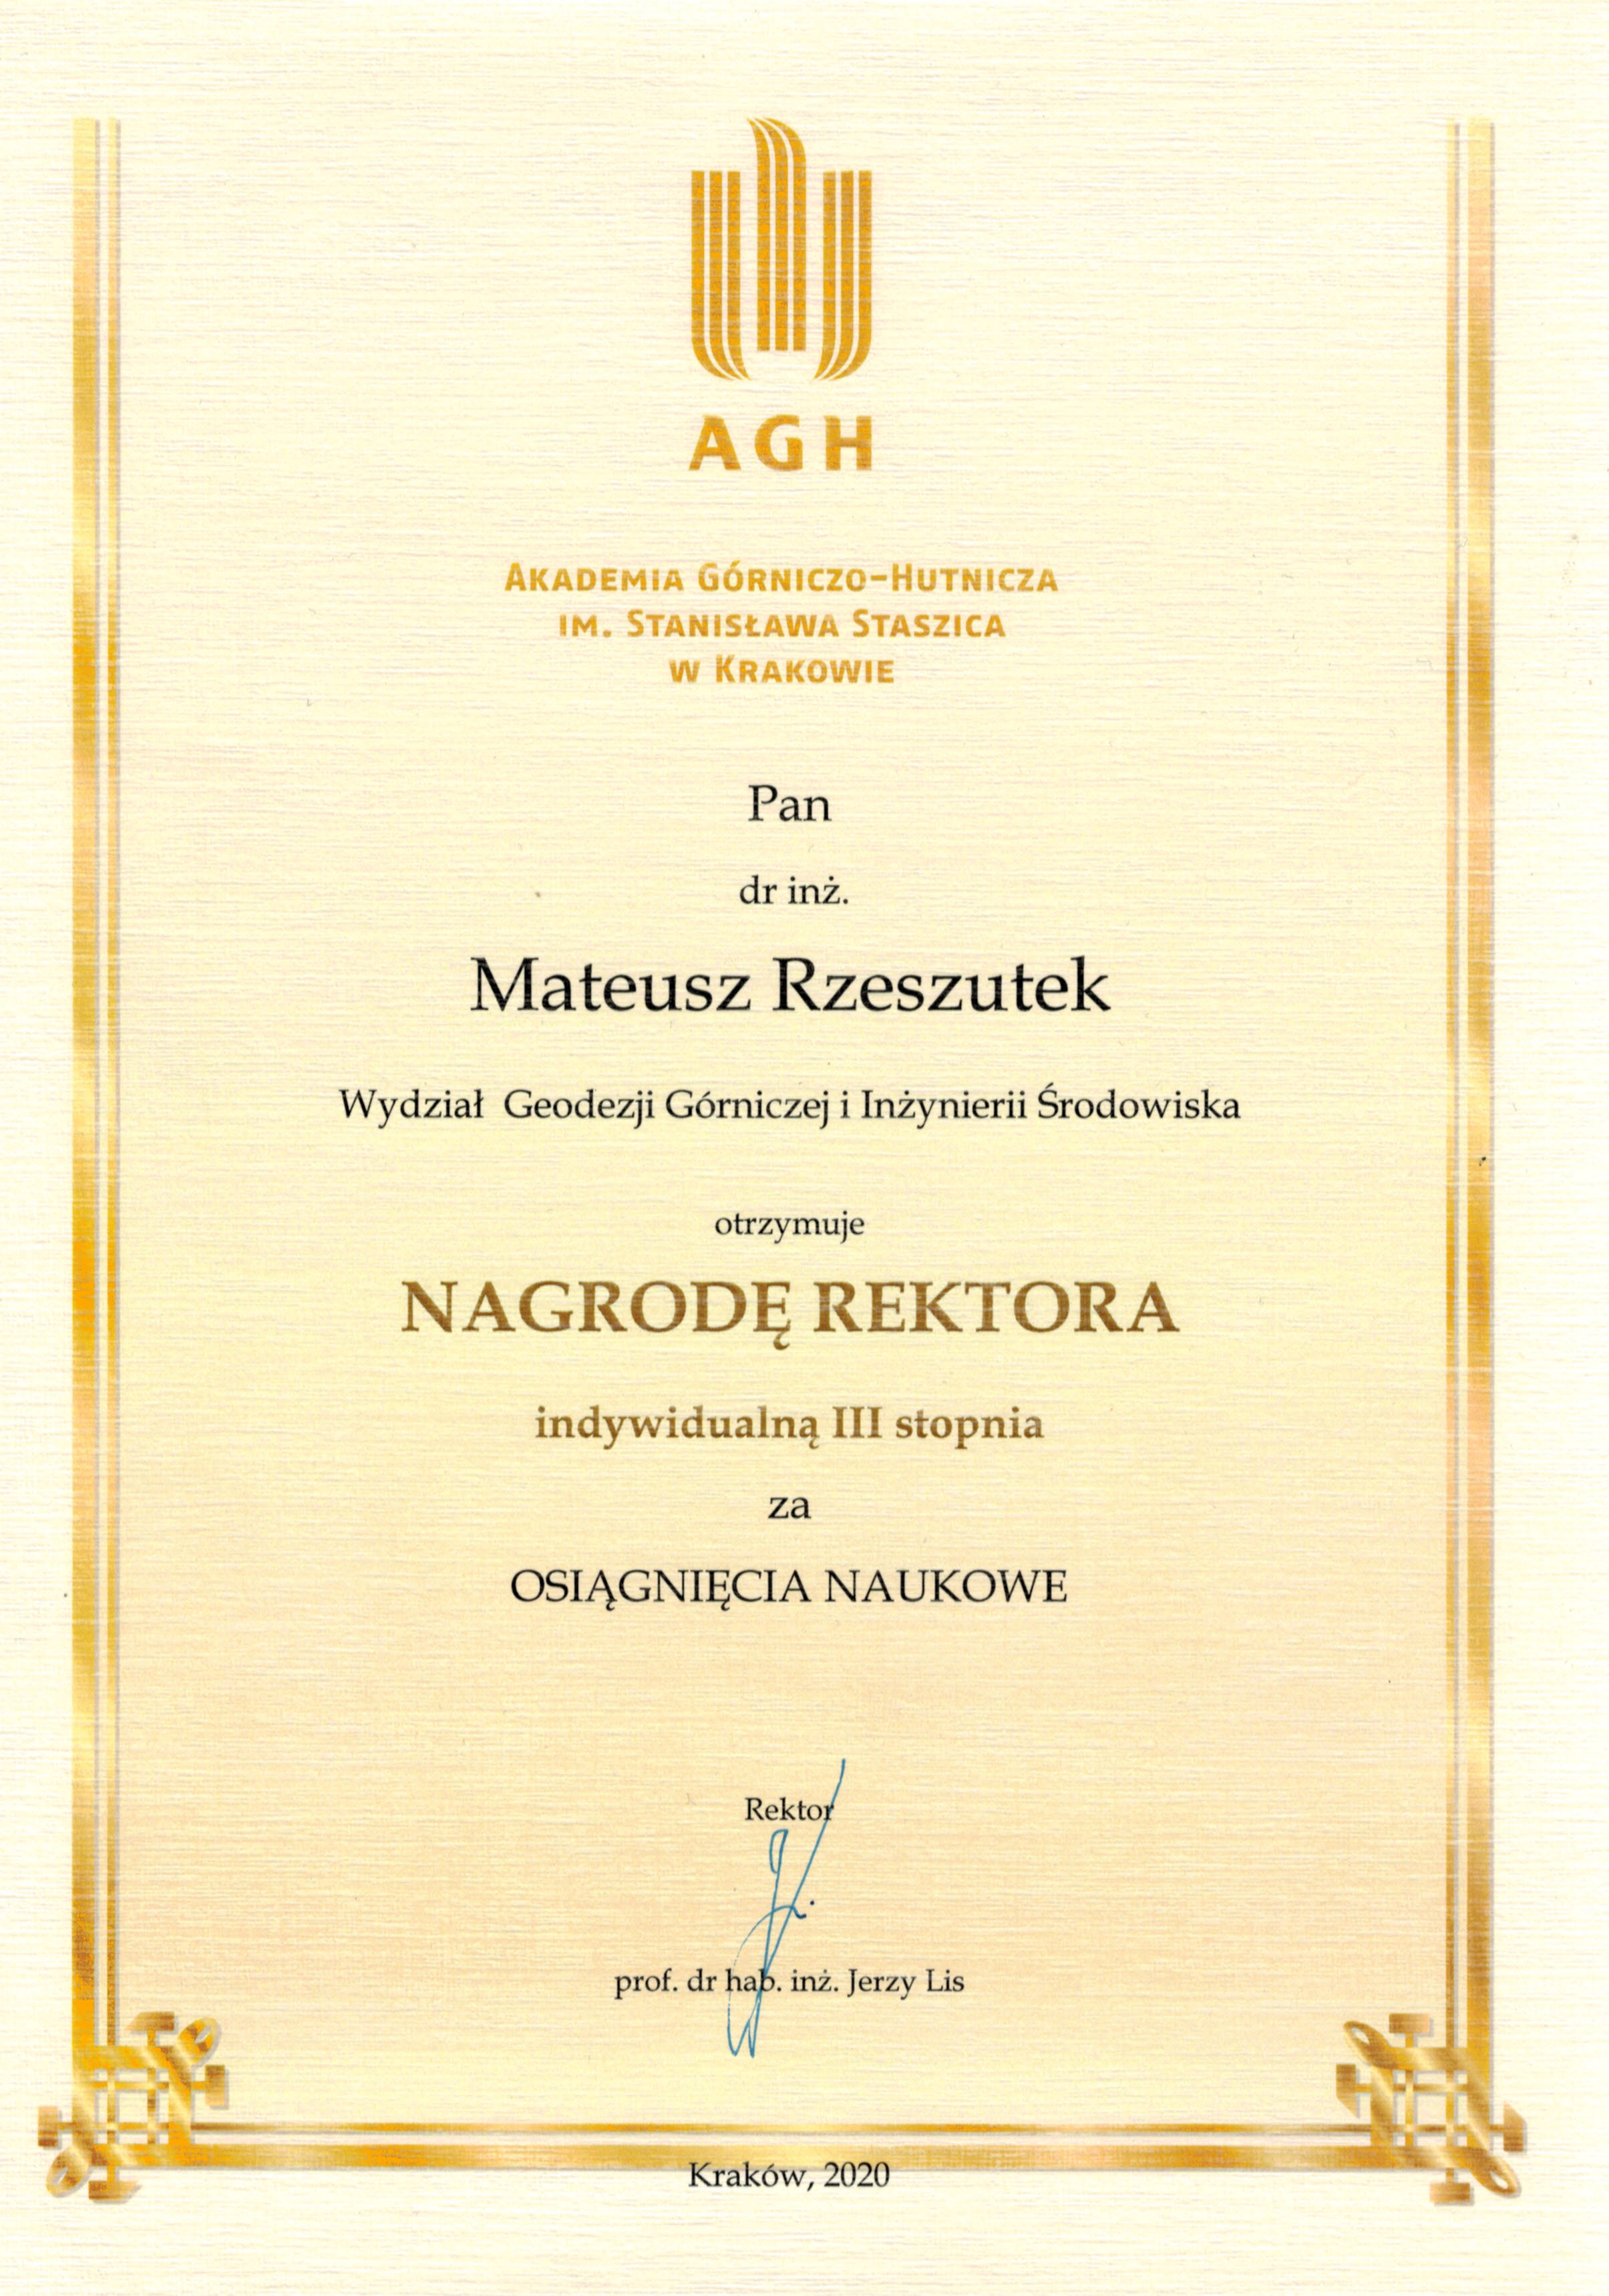 AGH
AKADEMIA GÓRNICZO-HUTNICZA
IM. STANISŁAWA STASZICA
W KRAKOWIE
Pan
dr inż.
Mateusz Rzeszutek
Wydział Geodezji Górniczej i Inżynierii Środowiska
otrzymuje
NAGRODĘ REKTORA
indywidualną III stopnia
za
OSIĄGNIĘCIA NAUKOWE
Rektor
prof. dr hab. inż. Jerzy Lis
Kraków, 2020